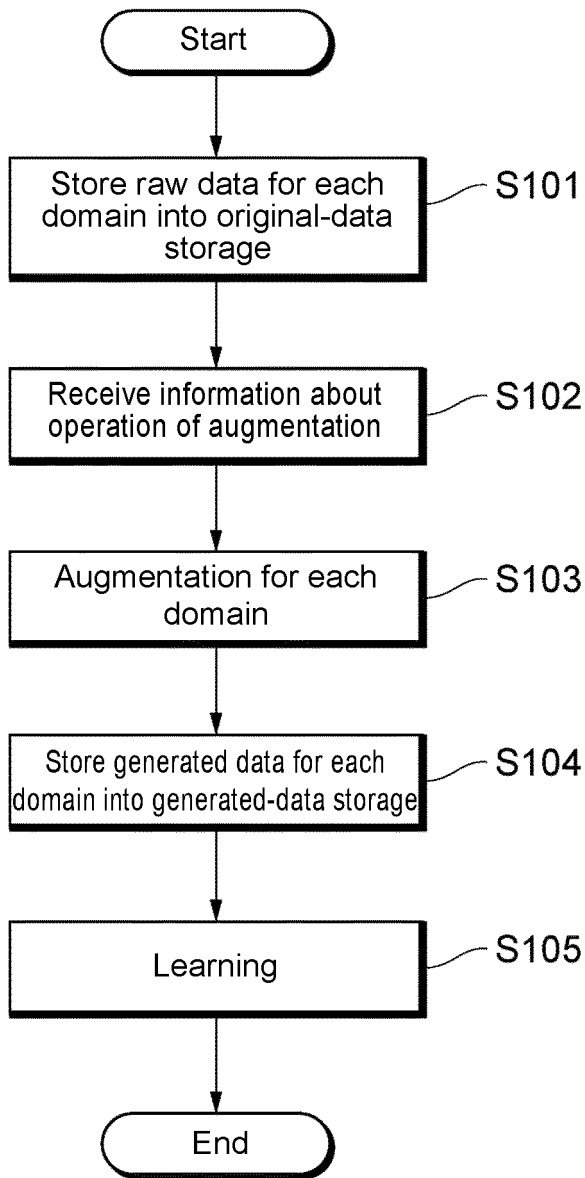 Start
Store raw data for each
domain into original-data
storage
S101
Receive information about
operation of augmentation
S102
Augmentation for each
domain
S103
Store generated data for each
domain into generated-data storage
S104
Learning
S105
End